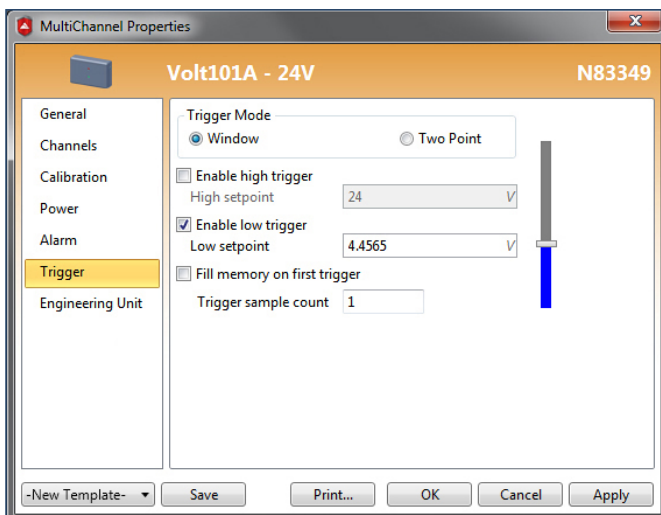 MultiChannel Properties
X
Volt101A - 24V N83349
General
Channels
Calibration
Power
Alarm
Trigger
Engineering Unit
Trigger Mode
Window Two Point
Enable high trigger
High setpoint 24 V
Enable low trigger
Low setpoint 4.4565 V
Fill memory on first trigger
Trigger sample count 1
-New Template- Save Print... OK Cancel Apply